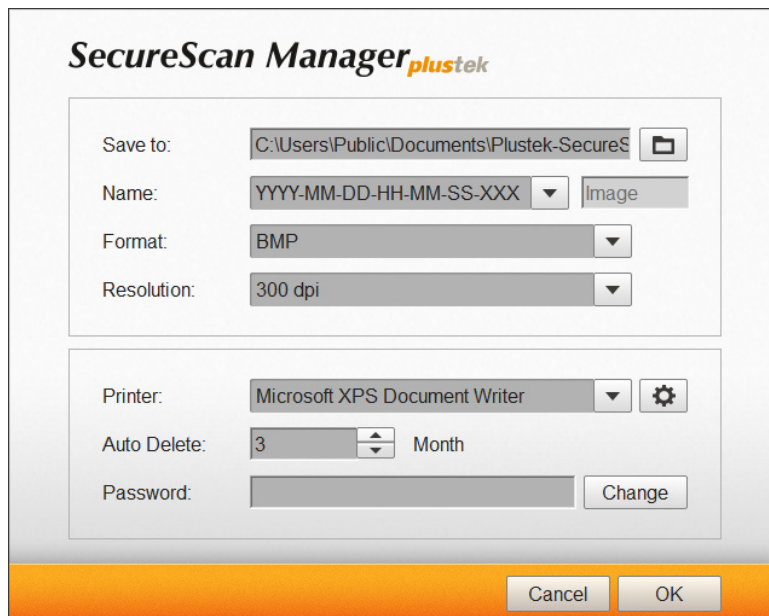 SecureScan Manager plustek
Save to: C:\Users\Public\Documents\Plustek-SecureS
Name: YYYY-MM-DD-HH-MM-SS-XXX Image
Format: BMP
Resolution: 300 dpi
Printer: Microsoft XPS Document Writer
Auto Delete: 3 Month
Password: Change
Cancel OK